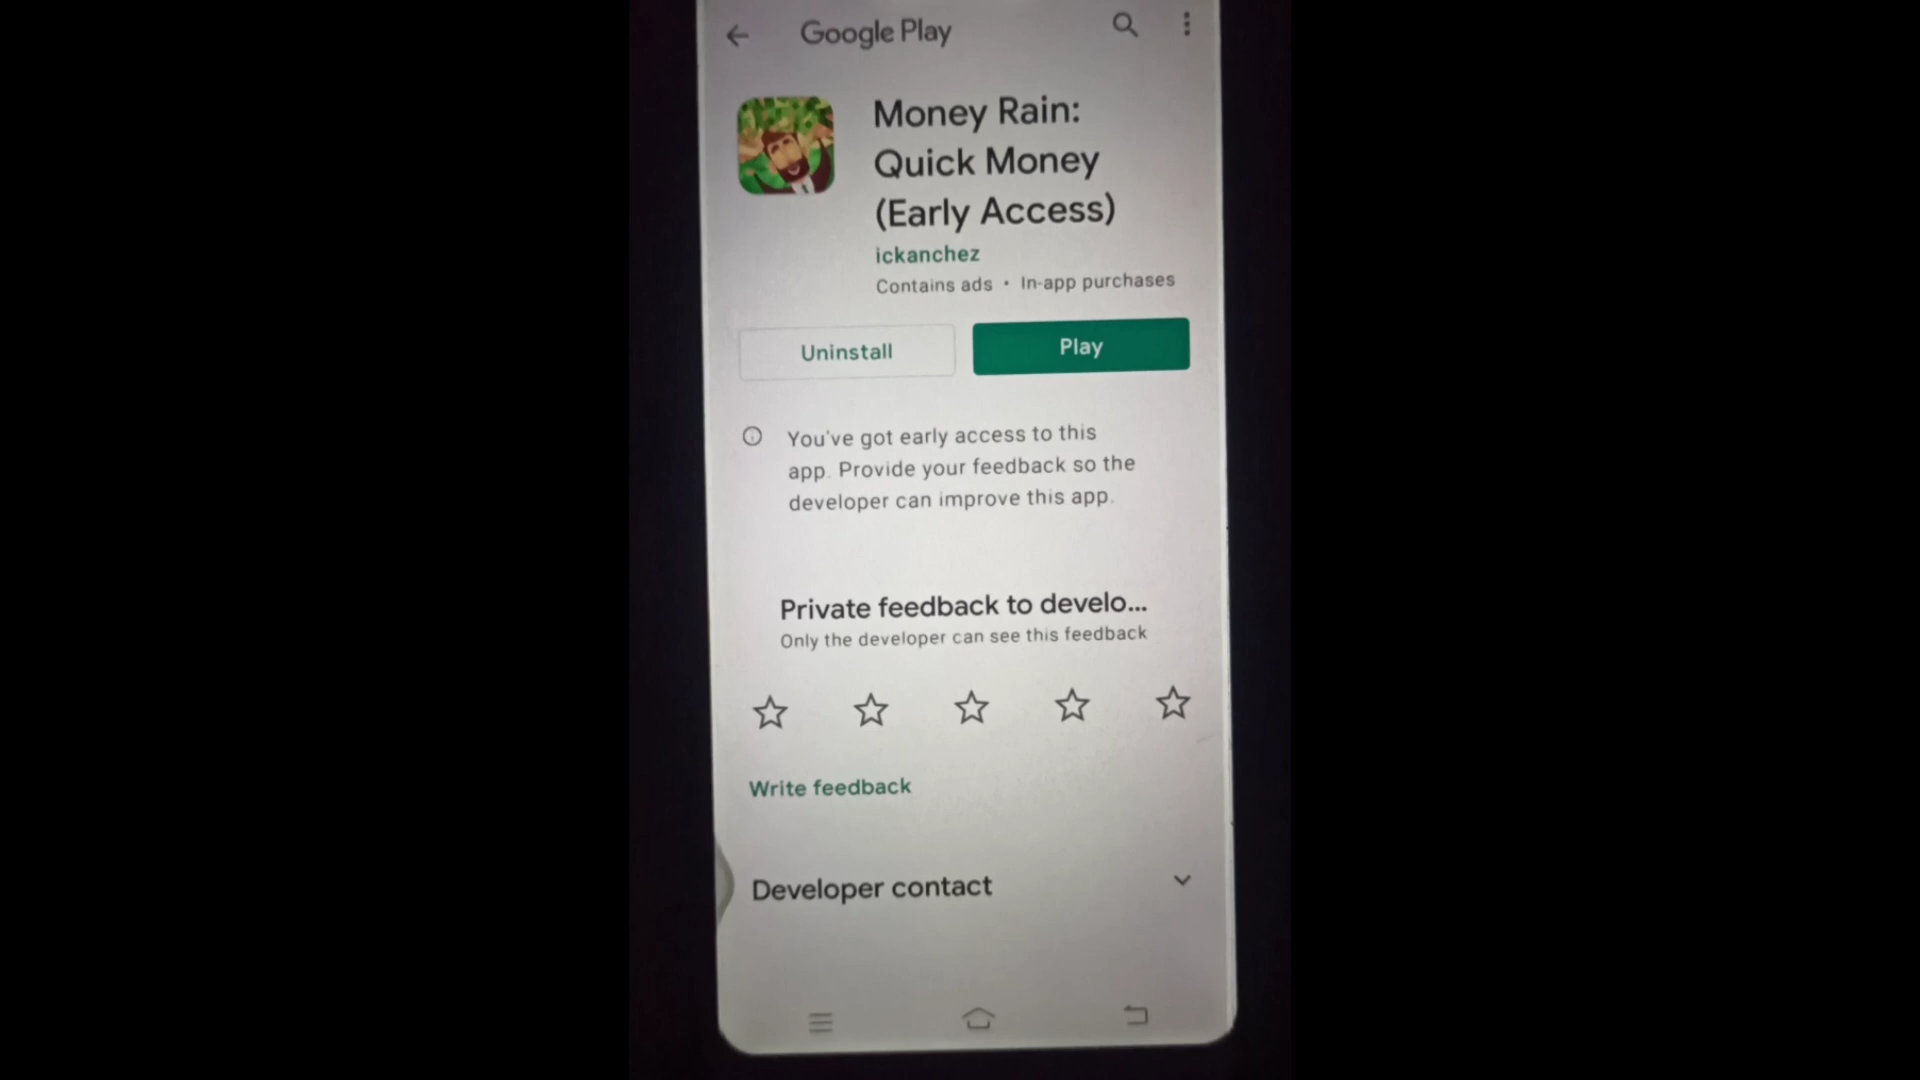 Google Play
Money Rain:
Quick Money
(Early Access)
ickanchez
Contains ads • In-app purchases
Uninstall
Play
You've got early access to this
app. Provide your feedback so the
developer can improve this app.
Private feedback to develo...
Only the developer can see this feedback
Write feedback
Developer contact